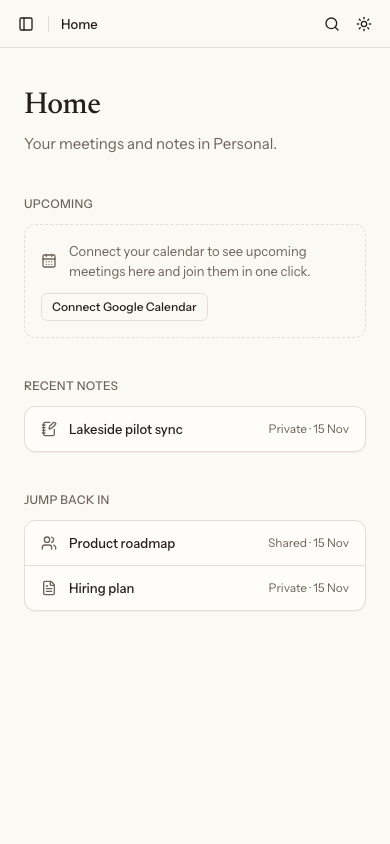 Home
Home
Your meetings and notes in Personal.
UPCOMING
Connect your calendar to see upcoming
meetings here and join them in one click.
Connect Google Calendar
RECENT NOTES
Lakeside pilot sync Private · 15 Nov
JUMP BACK IN
Product roadmap Shared · 15 Nov
Hiring plan Private · 15 Nov